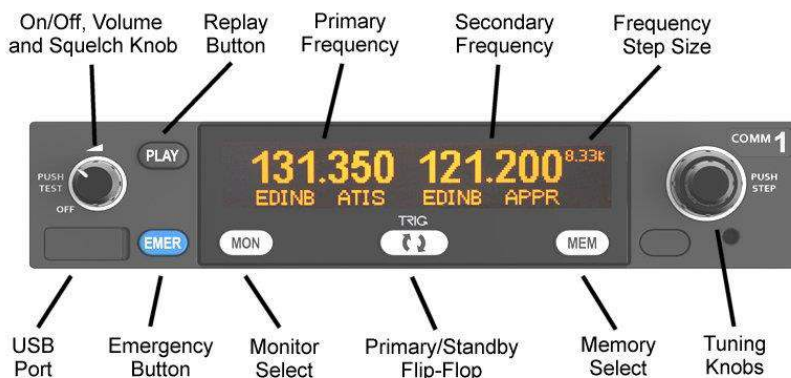 On/Off, Volume
and Squelch Knob
Replay
Button
Primary
Frequency
Secondary
Frequency
Frequency
Step Size
PUSH
TEST
OFF
PLAY
131.350
EDINB ATIS
121.200
EDINB APPR
8.33k
COMM 1
PUSH
STEP
EMER
MON
TRIG
MEM
USB
Port
Emergency
Button
Monitor
Select
Primary/Standby
Flip-Flop
Memory
Select
Tuning
Knobs